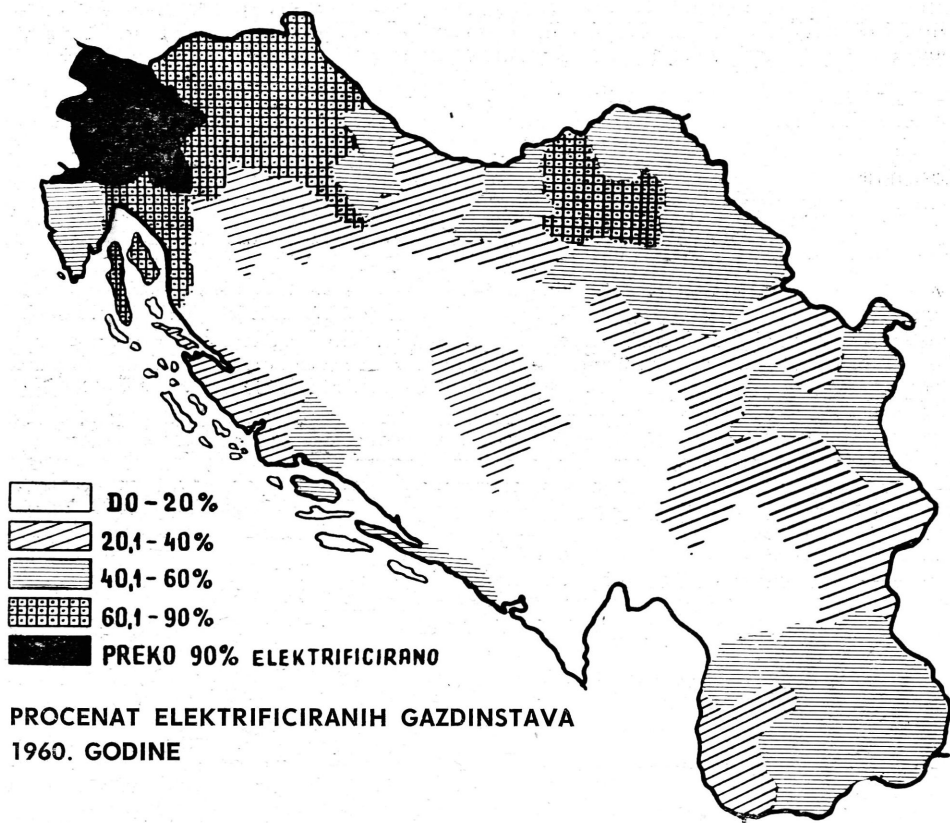 DO - 20%
20,1 - 40%
40,1 - 60%
60,1 - 90%
PREKO 90% ELEKTRIFICIRANO
PROCENAT ELEKTRIFICIRANIH GAZDINSTAVA
1960. GODINE